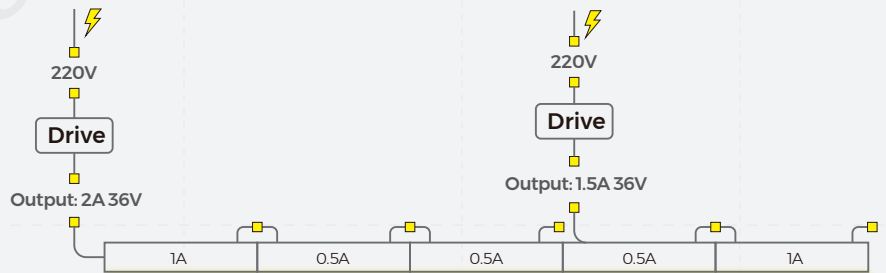 220V
220V
Drive
Drive
Output: 2A 36V
Output: 1.5A 36V
1A
0.5A
0.5A
0.5A
1A